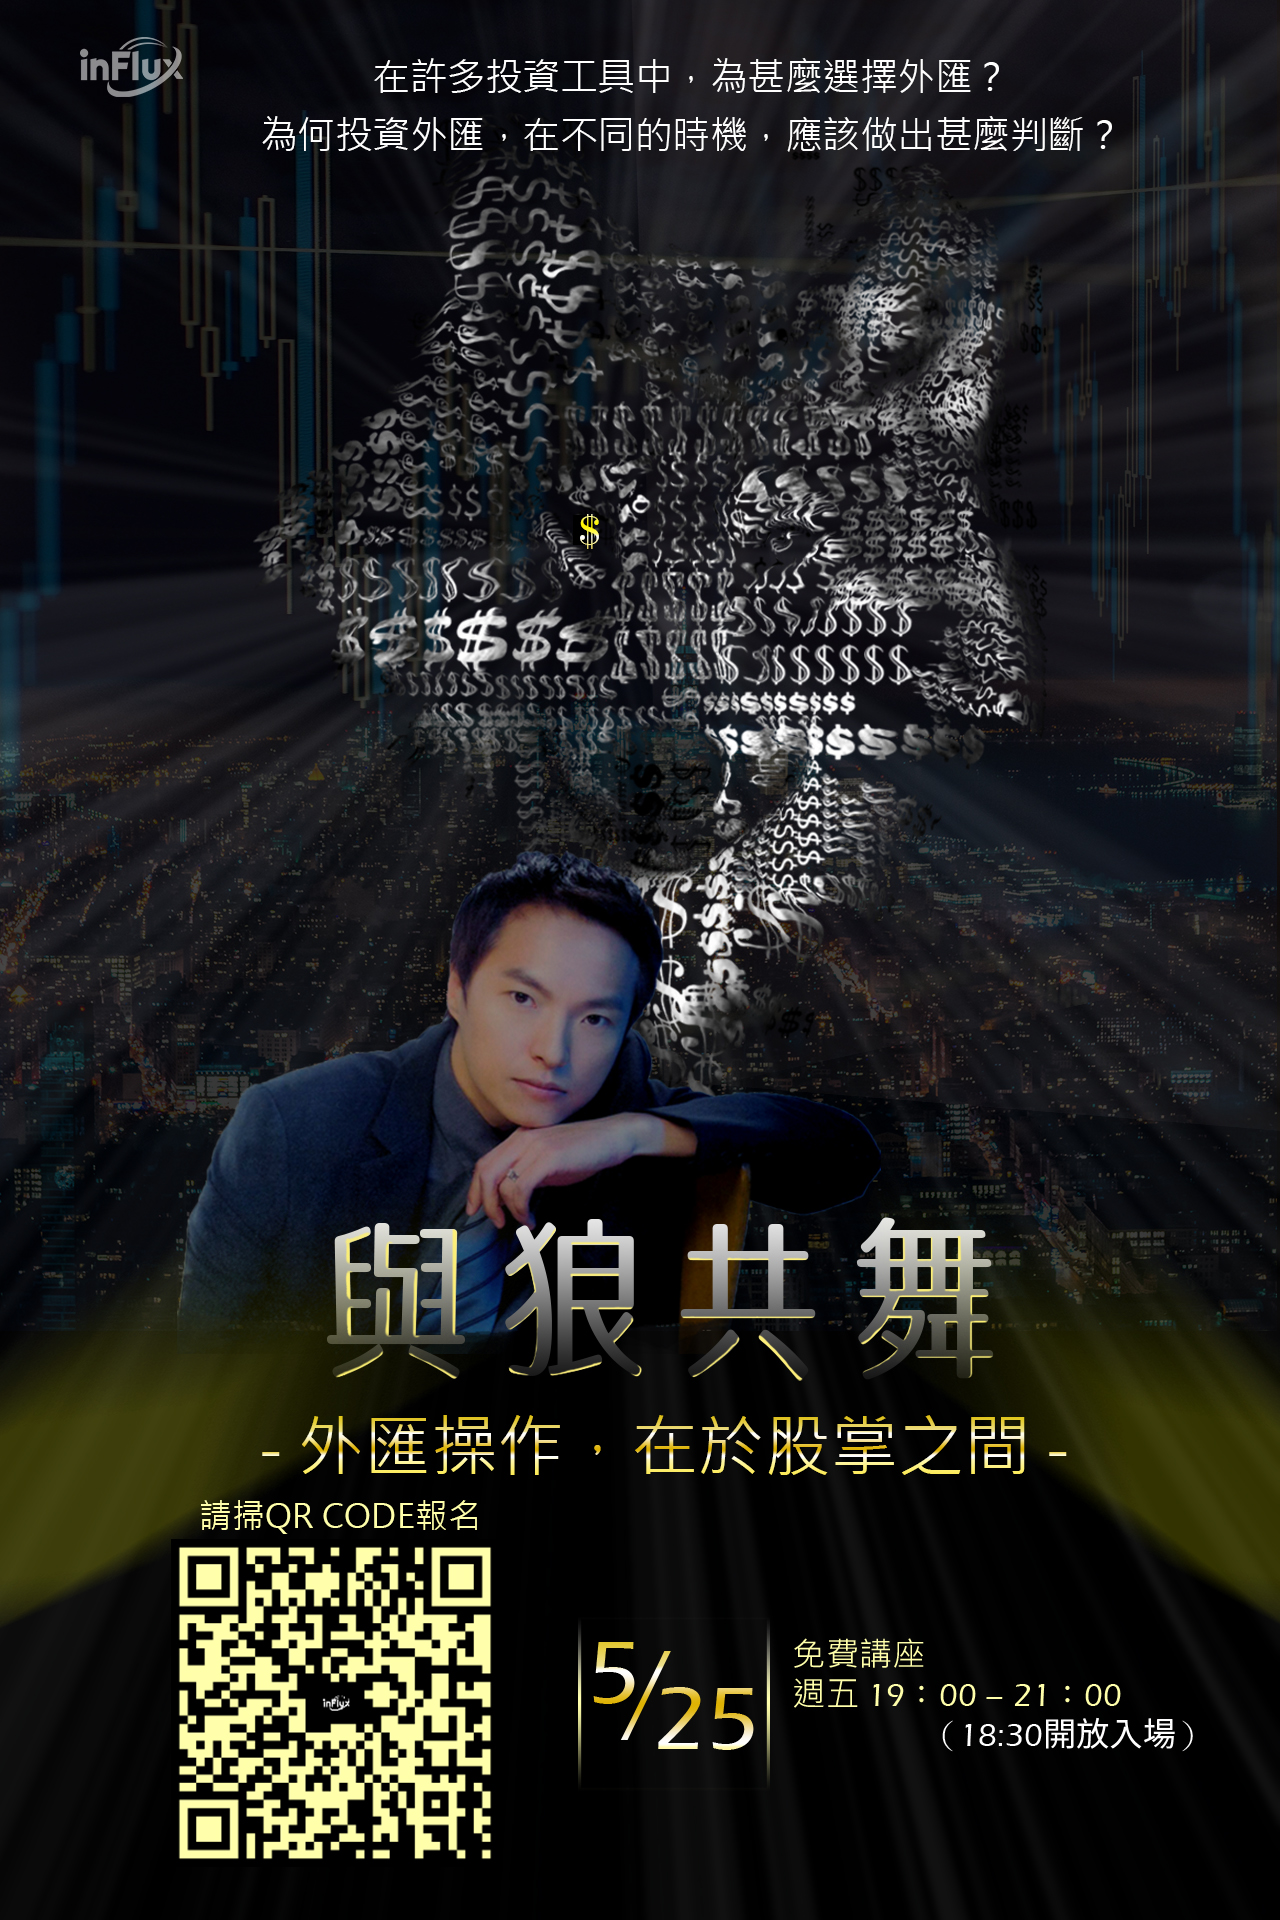 inFlux
在許多投資工具中，為甚麼選擇外匯？
為何投資外匯，在不同的時機，應該做出甚麼判斷？
$
與狼共舞
- 外匯操作，在於股掌之間 -
請掃QR CODE報名
inFlux
5/25
免費講座
週五 19：00 – 21：00
（18:30開放入場）